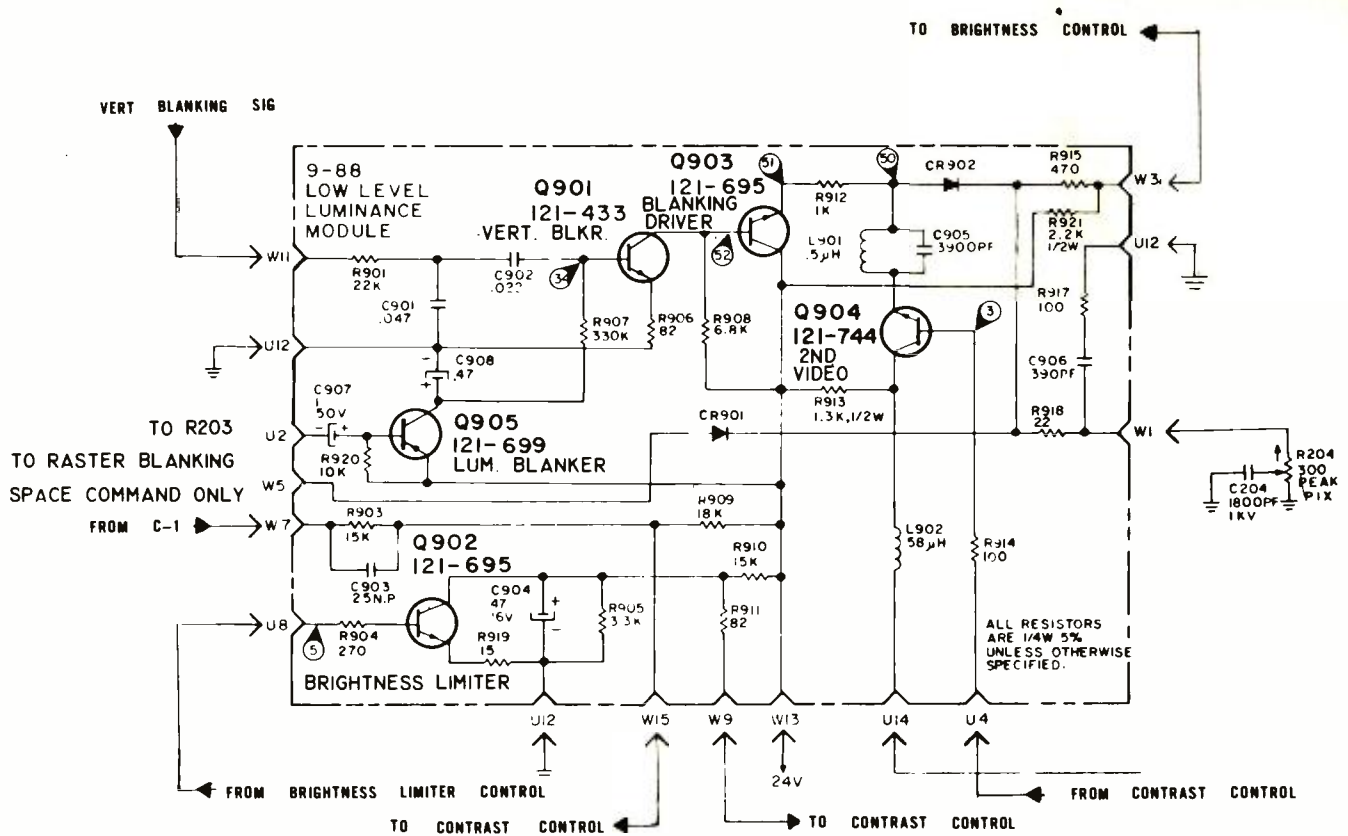 TO BRIGHTNESS CONTROL
VERT BLANKING SIG
9-88
LOW LEVEL
LUMINANCE
MODULE
Q901
121-433
VERT. BLKR.
Q903
121-695
BLANKING
DRIVER
51
50
CR902
R915
470
W3
R912
1K
R921
2.2K
1/2W
U12
W11
R901
22K
C902
.022
34
52
L901
.5µH
C905
3900PF
C901
.047
R907
330K
R906
82
R908
6.8K
Q904
121-744
2ND
VIDEO
3
R917
100
C906
390PF
U12
C908
.47
R913
1.3K,1/2W
C907
50V
TO R203
U2
Q905
121-699
LUM. BLANKER
CR901
R918
22
W1
R920
10K
TO RASTER BLANKING
SPACE COMMAND ONLY
W5
R204
300
PEAK
PIX
C204
1800PF
1KV
FROM C-1
W7
R903
15K
R909
18K
C903
25N.P
Q902
121-695
R910
15K
L902
58µH
R914
100
C904
47
16V
R905
3.3K
R911
82
U8
5
R904
270
R919
15
BRIGHTNESS LIMITER
ALL RESISTORS
ARE 1/4W 5%
UNLESS OTHERWISE
SPECIFIED.
U12
W15
W9
W13
U14
U4
24V
FROM BRIGHTNESS LIMITER CONTROL
FROM CONTRAST CONTROL
TO CONTRAST CONTROL
TO CONTRAST CONTROL